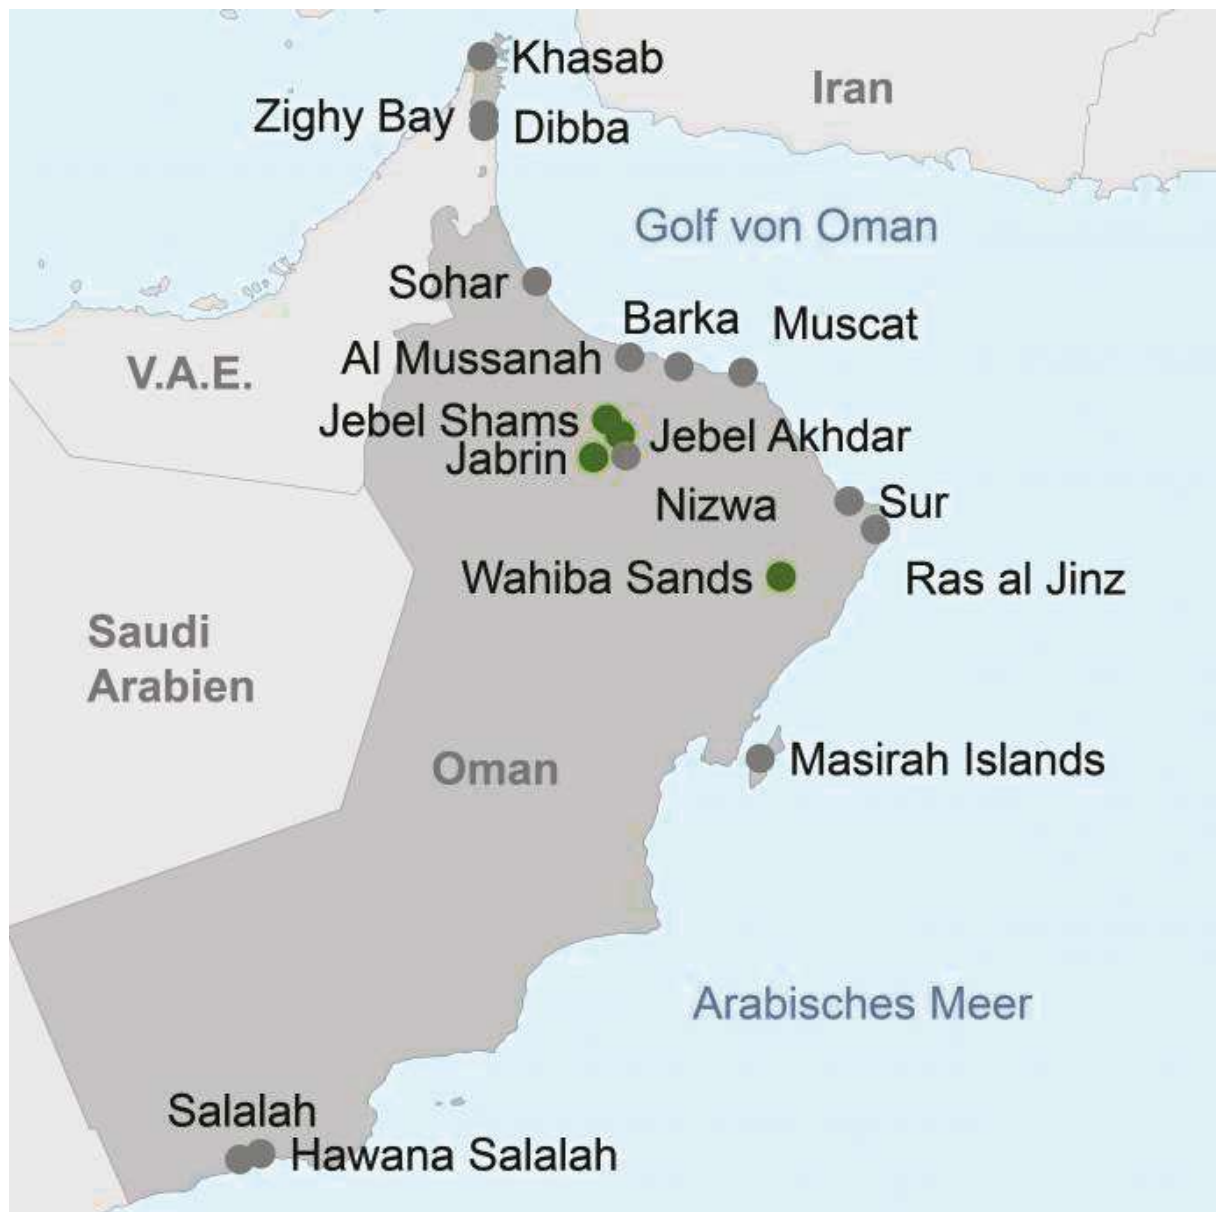 Khasab
Iran
Zighy Bay
Dibba
Golf von Oman
Sohar
Barka
Muscat
Al Mussanah
V.A.E.
Jebel Shams
Jebel Akhdar
Jabrin
Nizwa
Sur
Wahiba Sands
Ras al Jinz
Saudi
Arabien
Oman
Masirah Islands
Arabisches Meer
Salalah
Hawana Salalah